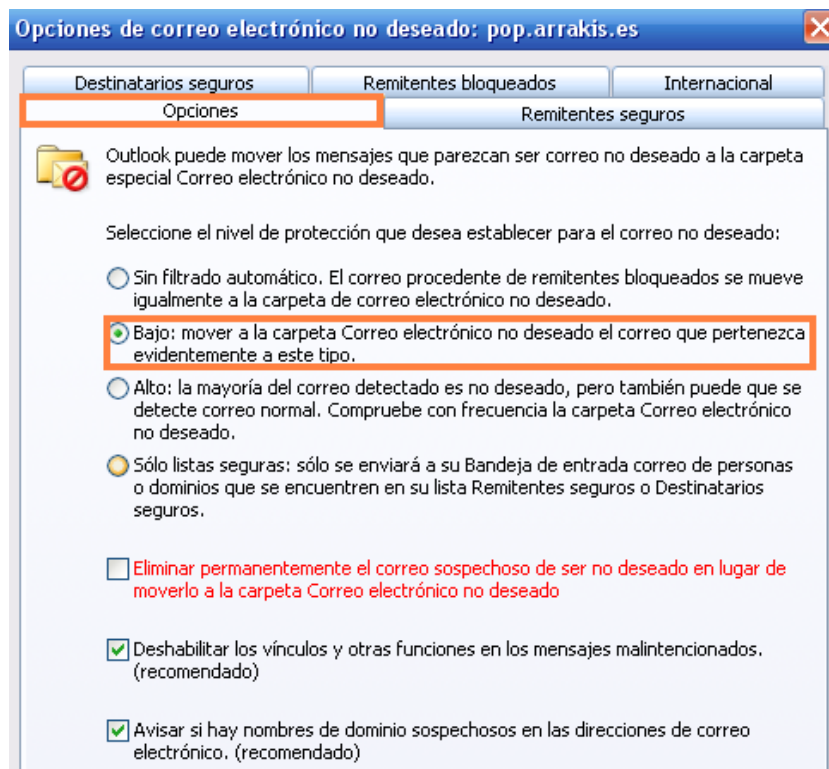 Opciones de correo electrónico no deseado: pop.arrakis.es
Destinatarios seguros
Remitentes bloqueados
Internacional
Opciones
Remitentes seguros
Outlook puede mover los mensajes que parezcan ser correo no deseado a la carpeta
especial Correo electrónico no deseado.
Seleccione el nivel de protección que desea establecer para el correo no deseado:
Sin filtrado automático. El correo procedente de remitentes bloqueados se mueve
igualmente a la carpeta de correo electrónico no deseado.
Bajo: mover a la carpeta Correo electrónico no deseado el correo que pertenezca
evidentemente a este tipo.
Alto: la mayoría del correo detectado es no deseado, pero también puede que se
detecte correo normal. Compruebe con frecuencia la carpeta Correo electrónico
no deseado.
Sólo listas seguras: sólo se enviará a su Bandeja de entrada correo de personas
o dominios que se encuentren en su lista Remitentes seguros o Destinatarios
seguros.
Eliminar permanentemente el correo sospechoso de ser no deseado en lugar de
moverlo a la carpeta Correo electrónico no deseado
Deshabilitar los vínculos y otras funciones en los mensajes malintencionados.
(recomendado)
Avisar si hay nombres de dominio sospechosos en las direcciones de correo
electrónico. (recomendado)